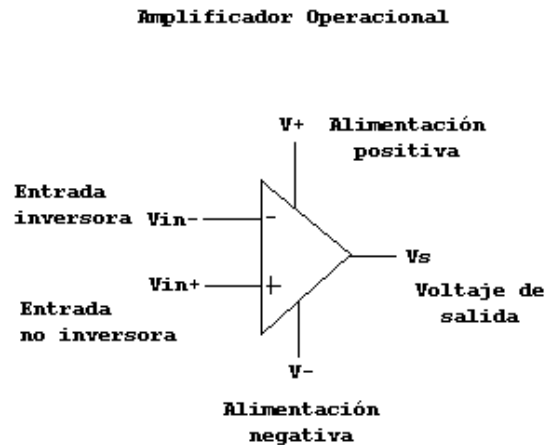 Amplificador Operacional
V+
Alimentación
positiva
Entrada
inversora
Vin-
-
Vs
Vin+
+
Voltaje de
salida
Entrada
no inversora
V-
Alimentación
negativa